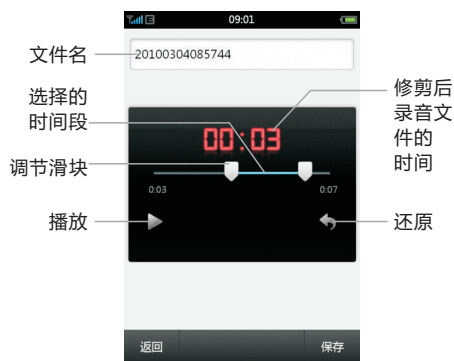 09:01
文件名
20100304085744
选择的
时间段
修剪后
录音文
件的
时间
00:03
调节滑块
0:03
0:07
播放
还原
返回
保存